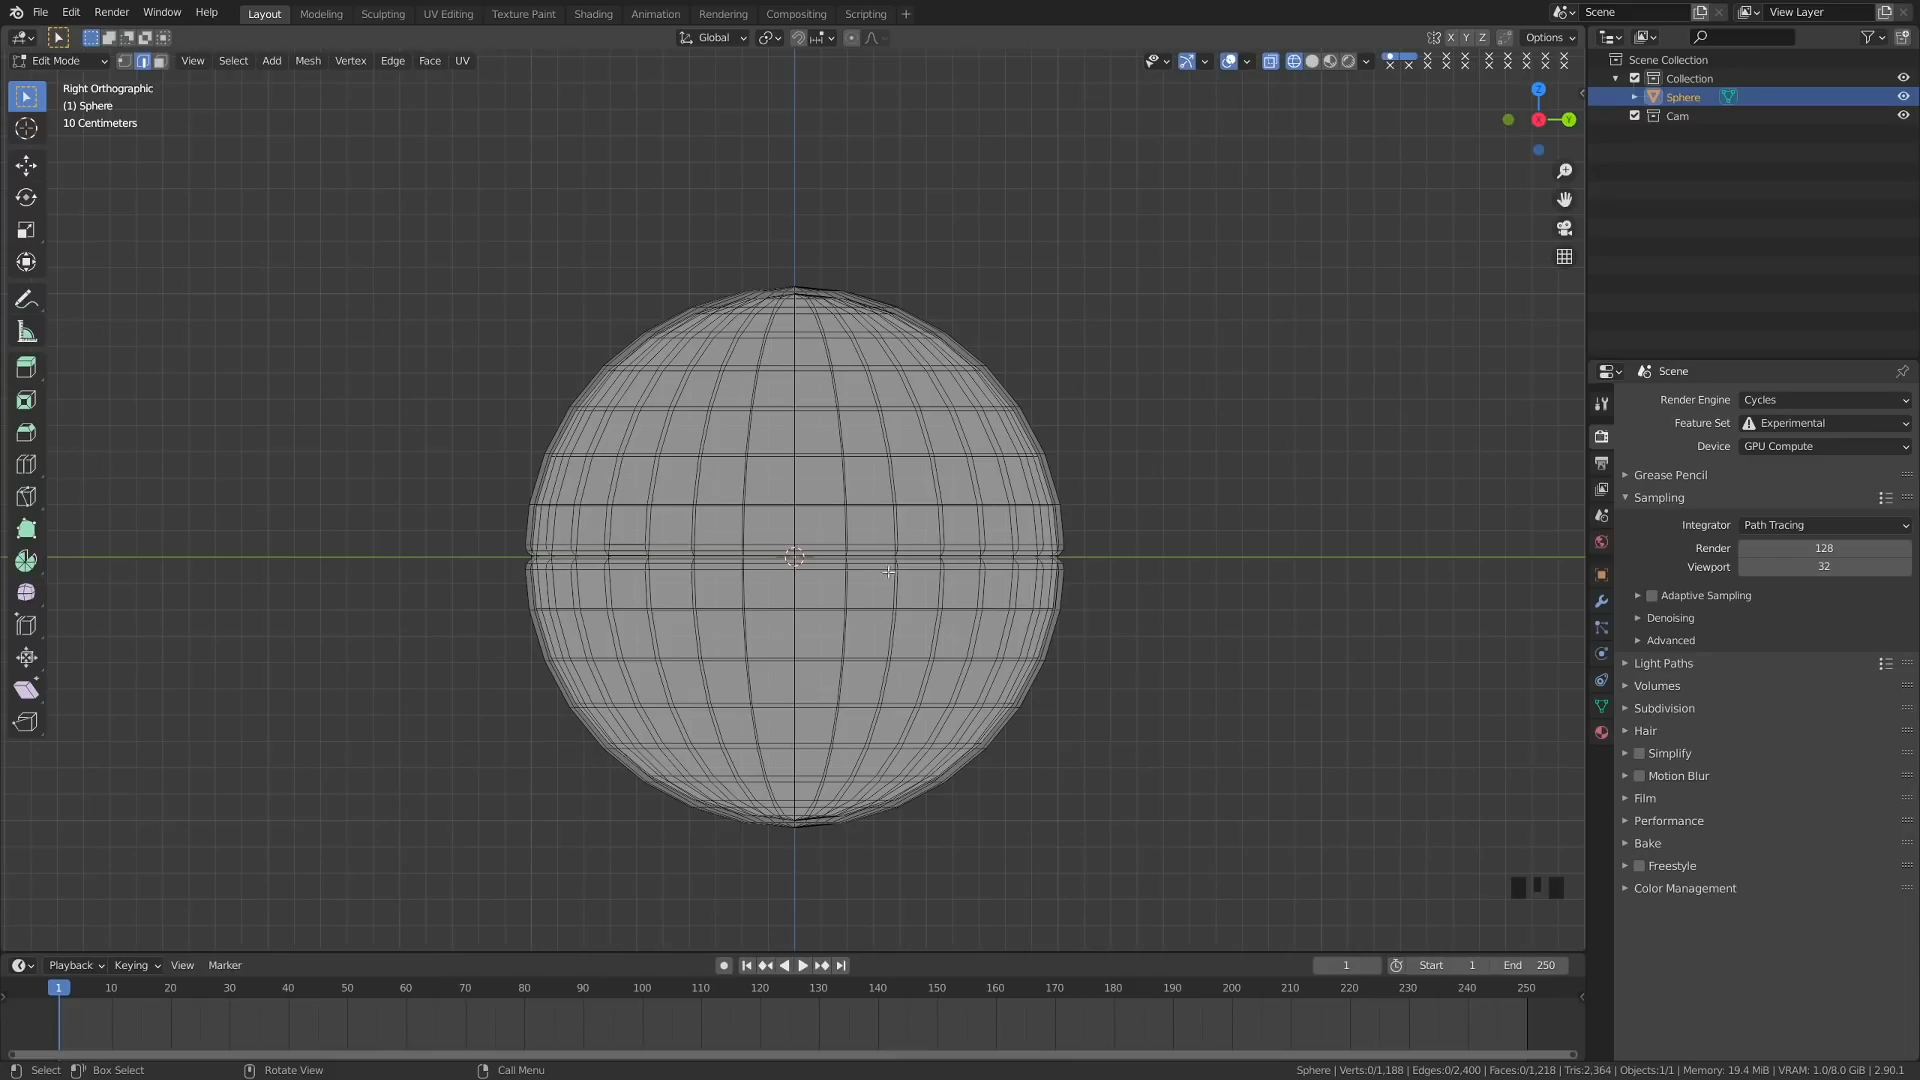 File Edit Render Window Help Layout Modeling Sculpting UV Editing Texture Paint Shading Animation Rendering Compositing Scripting + Scene View Layer
Global X Y Z Options
Edit Mode View Select Add Mesh Vertex Edge Face UV
Right Orthographic
(1) Sphere
10 Centimeters
Z
X
Y
Scene Collection
Collection
Sphere
Cam
Scene
Render Engine Cycles
Feature Set Experimental
Device GPU Compute
Grease Pencil
Sampling
Integrator Path Tracing
Render 128
Viewport 32
Adaptive Sampling
Denoising
Advanced
Light Paths
Volumes
Subdivision
Hair
Simplify
Motion Blur
Film
Performance
Bake
Freestyle
Color Management
Playback Keying View Marker 1 Start 1 End 250
1 10 20 30 40 50 60 70 80 90 100 110 120 130 140 150 160 170 180 190 200 210 220 230 240 250
Select Box Select Rotate View Call Menu Sphere | Verts:0/1,188 | Edges:0/2,400 | Faces:0/1,218 | Tris:2,364 | Objects:1/1 | Memory: 19.4 MiB | VRAM: 1.0/8.0 GiB | 2.90.1